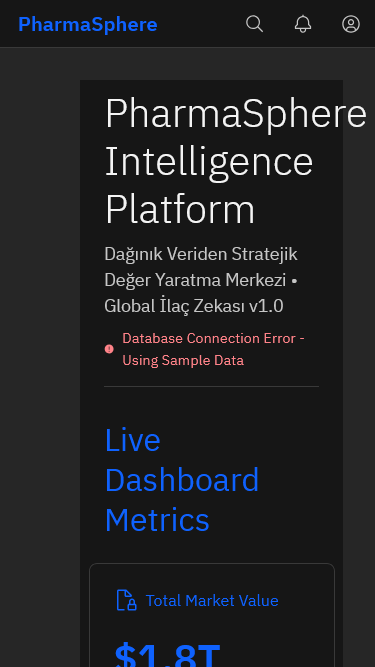 PharmaSphere
PharmaSphere
Intelligence
Platform
Dağınık Veriden Stratejik
Değer Yaratma Merkezi •
Global İlaç Zekası v1.0
Database Connection Error -
Using Sample Data
Live
Dashboard
Metrics
Total Market Value
$1.8T